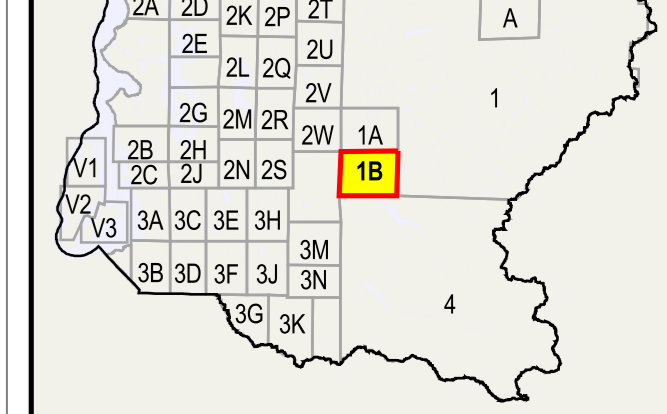 2A 2D 2K 2P 2T A
2E 2U
2L 2Q
2V 1
2G 2M 2R
2W 1A
2B 2H
V1 2C 2J 2N 2S 1B
V2
V3 3A 3C 3E 3H
3M
3B 3D 3F 3J 3N
3G 3K 4